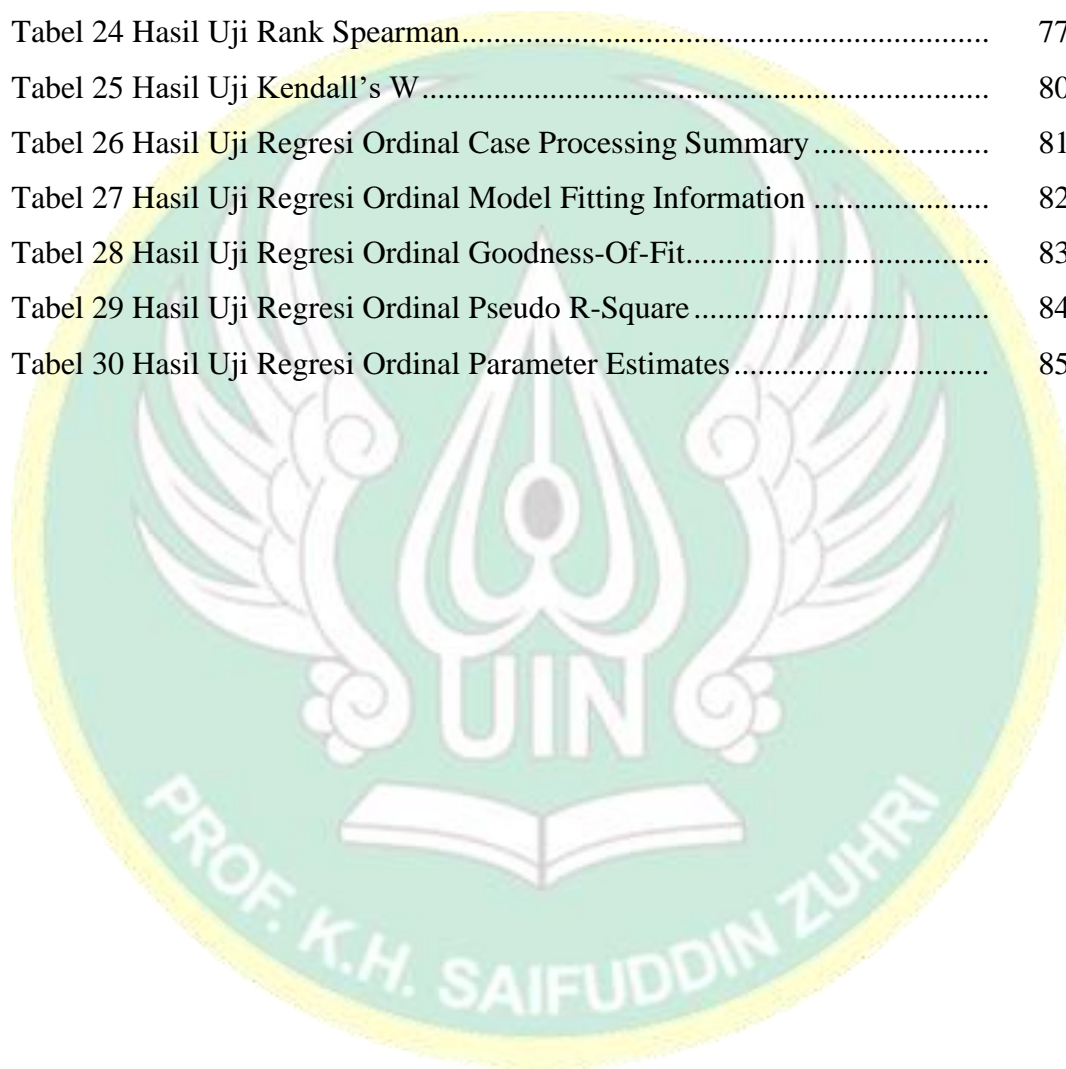 Tabel 24 Hasil Uji Rank Spearman.................................................................. 77
Tabel 25 Hasil Uji Kendall's W....................................................................... 80
Tabel 26 Hasil Uji Regresi Ordinal Case Processing Summary...................... 81
Tabel 27 Hasil Uji Regresi Ordinal Model Fitting Information ...................... 82
Tabel 28 Hasil Uji Regresi Ordinal Goodness-Of-Fit...................................... 83
Tabel 29 Hasil Uji Regresi Ordinal Pseudo R-Square..................................... 84
Tabel 30 Hasil Uji Regresi Ordinal Parameter Estimates................................ 85
UIN
PROF. K.H. SAIFUDDIN ZUHRI